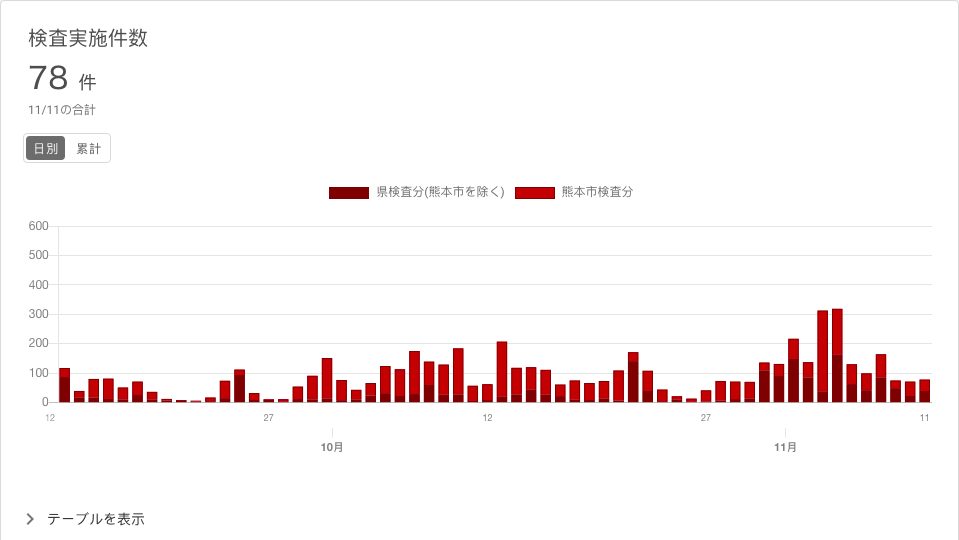 検査実施件数
78 件
11/11の合計
日別 累計
県検査分(熊本市を除く) 熊本市検査分
600
500
400
300
200
100
0
12 27 12 27 11
10月 11月
テーブルを表示